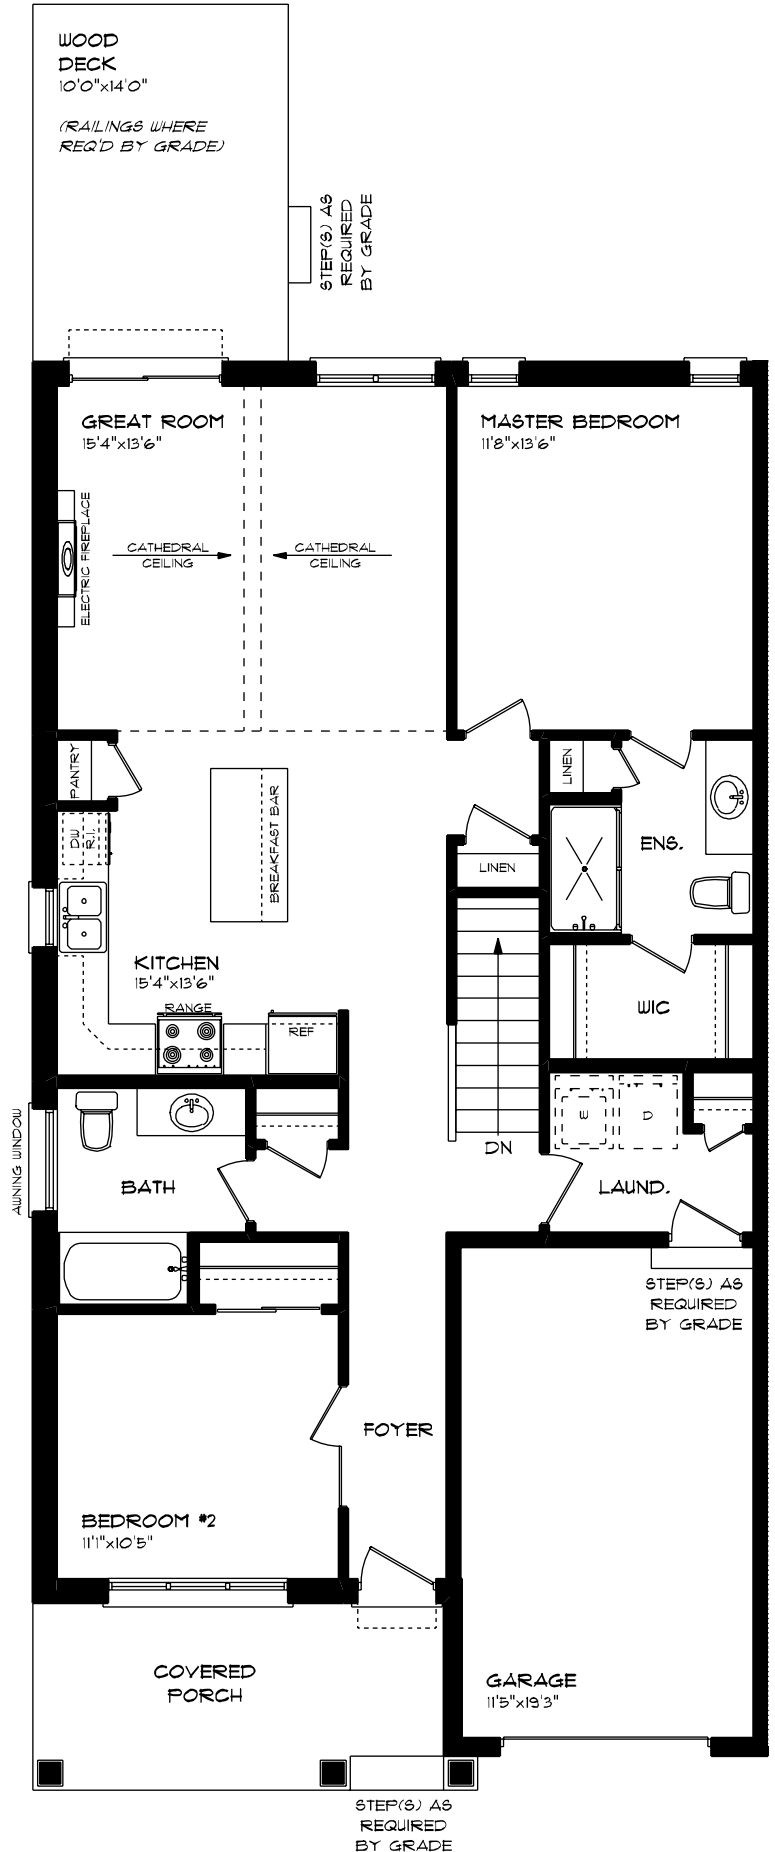 WOOD
DECK
10'0"x14'0"
(RAILINGS WHERE
REQ'D BY GRADE)
STEP(S) AS
REQUIRED
BY GRADE
GREAT ROOM
15'4"x13'6"
MASTER BEDROOM
11'8"x13'6"
ELECTRIC FIREPLACE
CATHEDRAL
CEILING
CATHEDRAL
CEILING
PANTRY
LINEN
DW
R.I.
BREAKFAST BAR
ENS.
LINEN
KITCHEN
15'4"x13'6"
RANGE
REF
WIC
AWNING WINDOW
W
D
DN
BATH
LAUND.
STEP(S) AS
REQUIRED
BY GRADE
FOYER
BEDROOM #2
11'1"x10'5"
COVERED
PORCH
GARAGE
11'5"x19'3"
STEP(S) AS
REQUIRED
BY GRADE